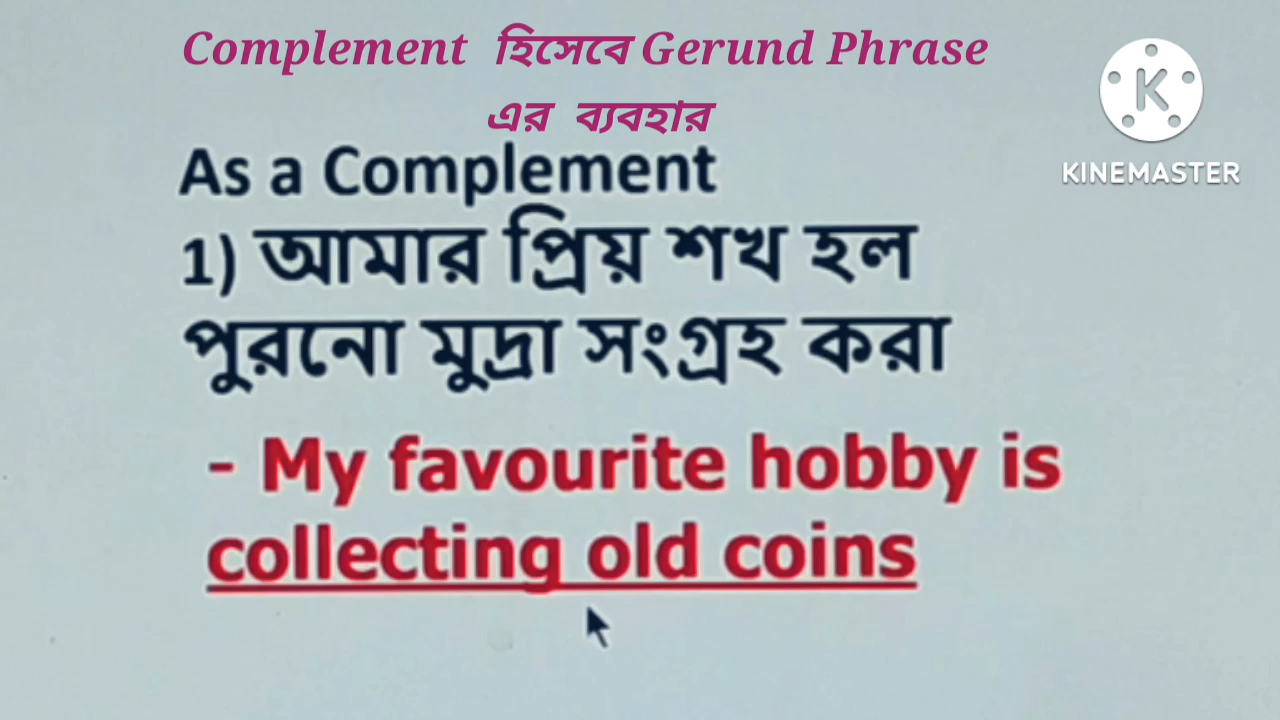 Complement হিসেবে Gerund Phrase
এর ব্যবহার
As a Complement
1) আমার প্রিয় শখ হল
পুরনো মুদ্রা সংগ্রহ করা
- My favourite hobby is
collecting old coins
K
KINEMASTER